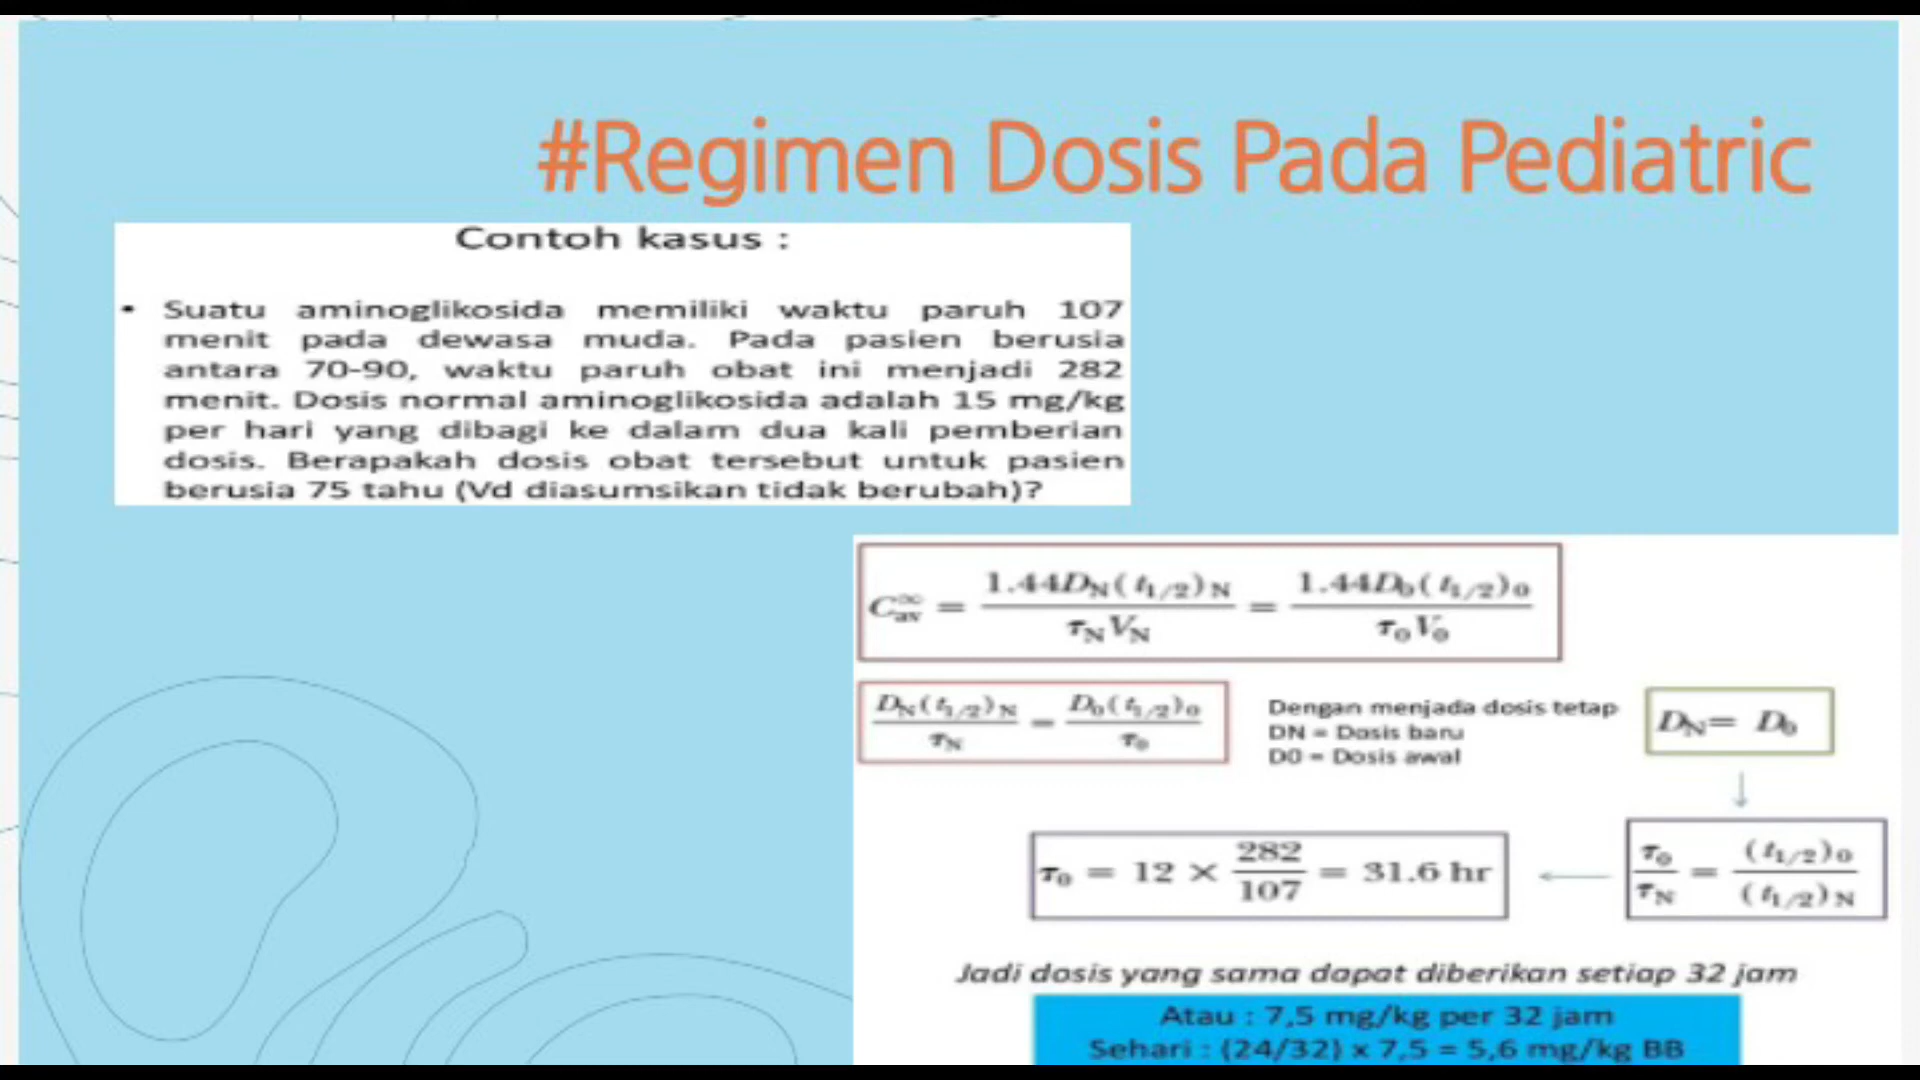 #Regimen Dosis Pada Pediatric
Contoh kasus :
• Suatu aminoglikosida memiliki waktu paruh 107
menit pada dewasa muda. Pada pasien berusia
antara 70-90, waktu paruh obat ini menjadi 282
menit. Dosis normal aminoglikosida adalah 15 mg/kg
per hari yang dibagi ke dalam dua kali pemberian
dosis. Berapakah dosis obat tersebut untuk pasien
berusia 75 tahu (Vd diasumsikan tidak berubah)?
C∞av = 1.44DN(t1/2)N / τNVN = 1.44D0(t1/2)0 / τ0V0
DN(t1/2)N / τN = D0(t1/2)0 / τ0
Dengan menjada dosis tetap
DN = Dosis baru
D0 = Dosis awal
DN = D0
τ0 / τN = (t1/2)0 / (t1/2)N
τ0 = 12 × 282 / 107 = 31.6 hr
Jadi dosis yang sama dapat diberikan setiap 32 jam
Atau : 7,5 mg/kg per 32 jam
Sehari : (24/32) x 7,5 = 5,6 mg/kg BB